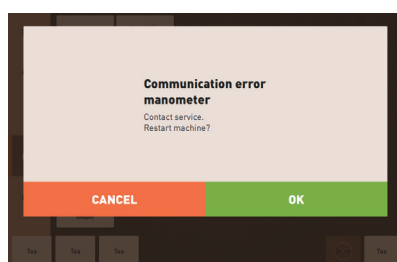 Communication error
manometer
Contact service.
Restart machine?
CANCEL
OK
Tea
Tea
Tea
Tea